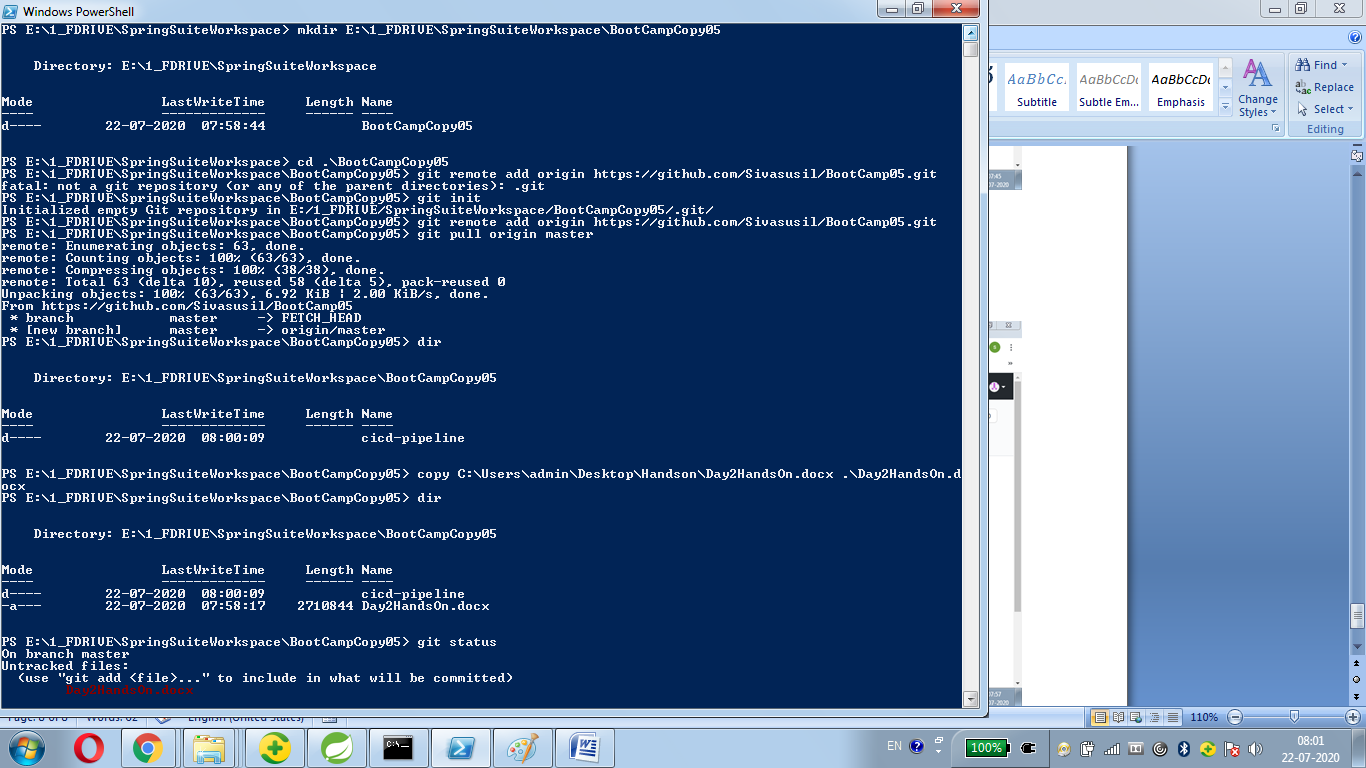 Windows PowerShell
PS E:\1_FDRIVE\SpringSuiteWorkspace> mkdir E:\1_FDRIVE\SpringSuiteWorkspace\BootCampCopy05
Directory: E:\1_FDRIVE\SpringSuiteWorkspace
Mode LastWriteTime Length Name
---- ------------- ------ ----
d---- 22-07-2020 07:58:44 BootCampCopy05
PS E:\1_FDRIVE\SpringSuiteWorkspace> cd .\BootCampCopy05
PS E:\1_FDRIVE\SpringSuiteWorkspace\BootCampCopy05> git remote add origin https://github.com/Sivasusil/BootCamp05.git
fatal: not a git repository (or any of the parent directories): .git
PS E:\1_FDRIVE\SpringSuiteWorkspace\BootCampCopy05> git init
Initialized empty Git repository in E:/1_FDRIVE/SpringSuiteWorkspace/BootCampCopy05/.git/
PS E:\1_FDRIVE\SpringSuiteWorkspace\BootCampCopy05> git remote add origin https://github.com/Sivasusil/BootCamp05.git
PS E:\1_FDRIVE\SpringSuiteWorkspace\BootCampCopy05> git pull origin master
remote: Enumerating objects: 63, done.
remote: Counting objects: 100% (63/63), done.
remote: Compressing objects: 100% (38/38), done.
remote: Total 63 (delta 10), reused 58 (delta 5), pack-reused 0
Unpacking objects: 100% (63/63), 6.92 KiB ¦ 2.00 KiB/s, done.
From https://github.com/Sivasusil/BootCamp05
* branch master -> FETCH_HEAD
* [new branch] master -> origin/master
PS E:\1_FDRIVE\SpringSuiteWorkspace\BootCampCopy05> dir
Directory: E:\1_FDRIVE\SpringSuiteWorkspace\BootCampCopy05
Mode LastWriteTime Length Name
---- ------------- ------ ----
d---- 22-07-2020 08:00:09 cicd-pipeline
PS E:\1_FDRIVE\SpringSuiteWorkspace\BootCampCopy05> copy C:\Users\admin\Desktop\Handson\Day2HandsOn.docx .\Day2HandsOn.d
ocx
PS E:\1_FDRIVE\SpringSuiteWorkspace\BootCampCopy05> dir
Directory: E:\1_FDRIVE\SpringSuiteWorkspace\BootCampCopy05
Mode LastWriteTime Length Name
---- ------------- ------ ----
d---- 22-07-2020 08:00:09 cicd-pipeline
-a--- 22-07-2020 07:58:17 2710844 Day2HandsOn.docx
PS E:\1_FDRIVE\SpringSuiteWorkspace\BootCampCopy05> git status
On branch master
Untracked files:
(use "git add <file>..." to include in what will be committed)
Day2HandsOn.docx
AaBbCc. AaBbCcDc AaBbCcDc
Subtitle Subtle Em... Emphasis
Change
Styles
Find
Replace
Select
Editing
Words: 62 English (United States)
110%
EN
100%
08:01
22-07-2020